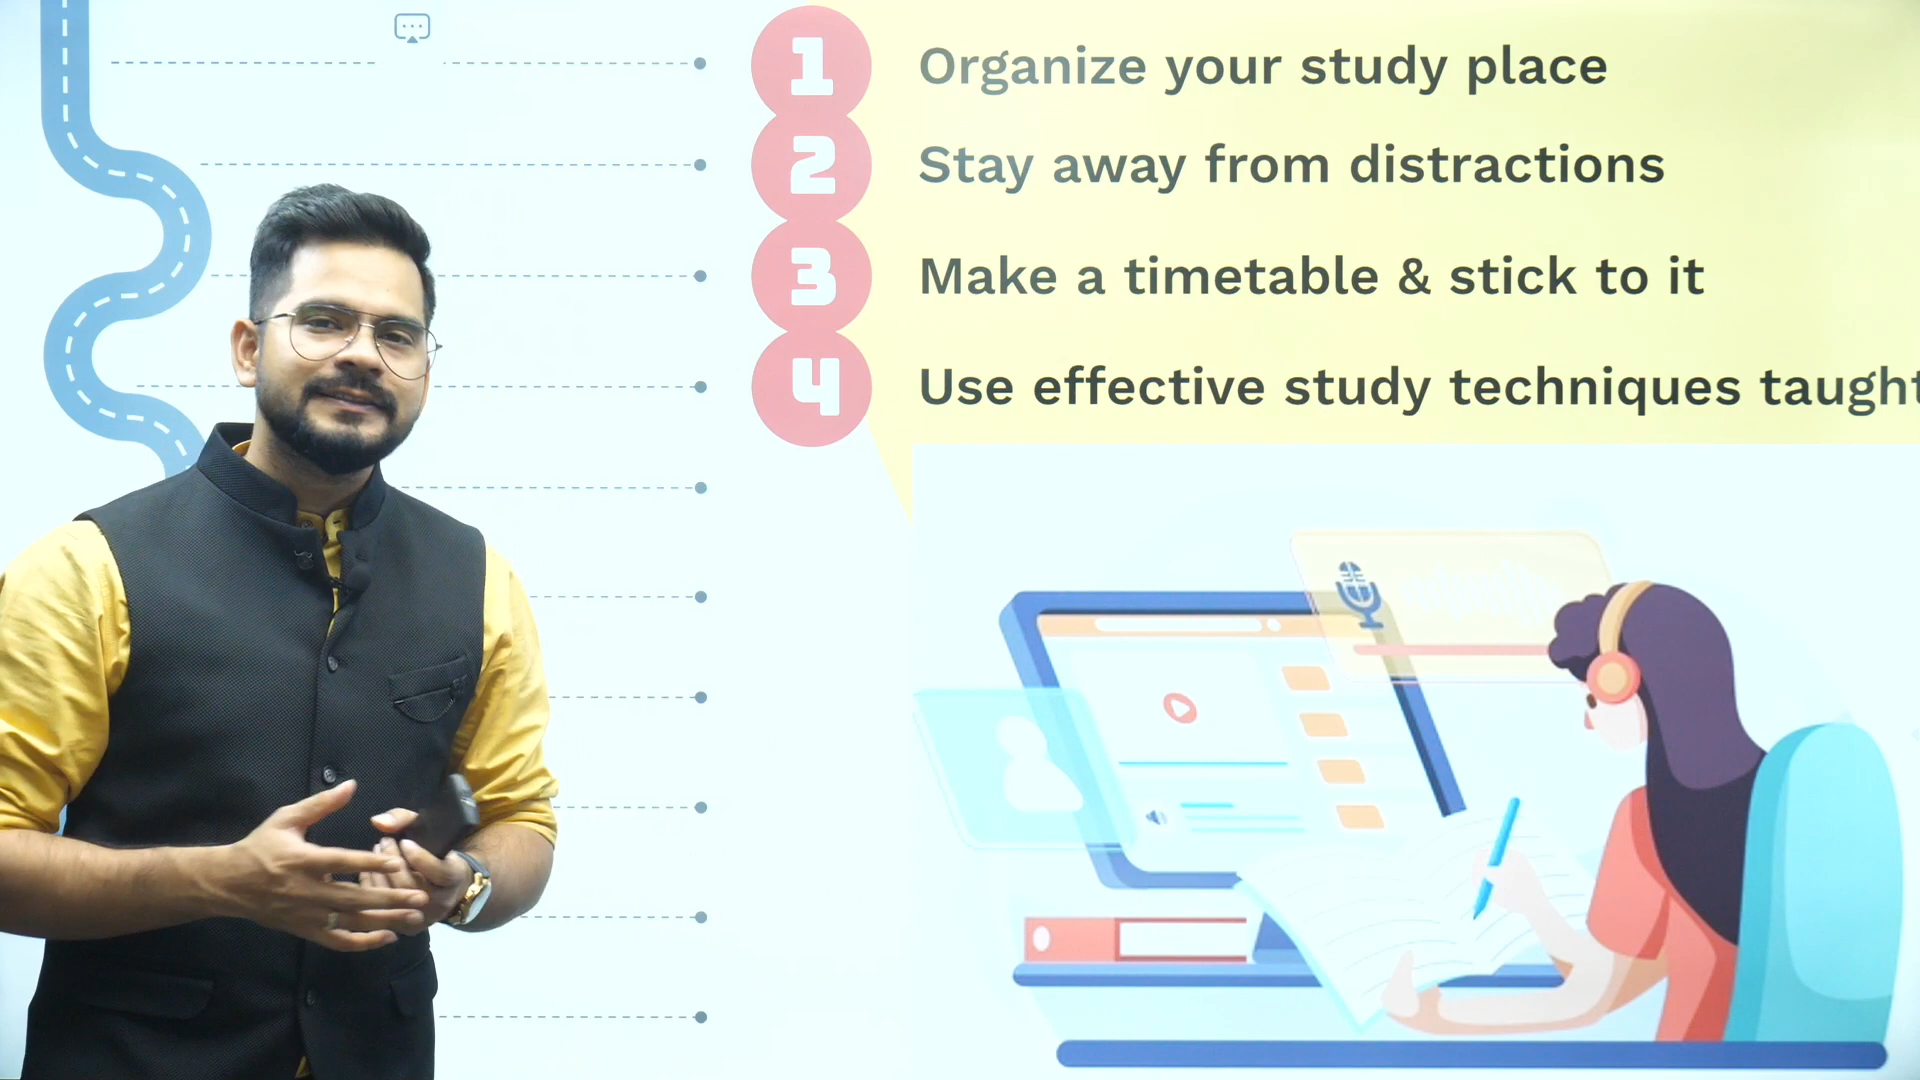 1 Organize your study place
2 Stay away from distractions
3 Make a timetable & stick to it
4 Use effective study techniques taught